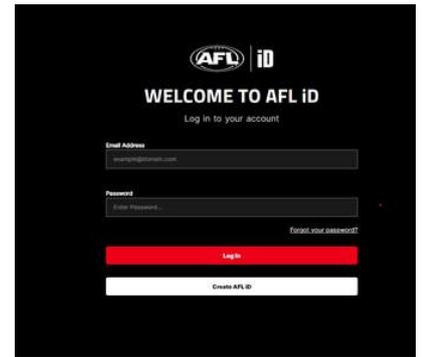 AFL iD
WELCOME TO AFL iD
Log in to your account
Email Address
example@domain.com
Password
Enter Password...
Forgot your password?
Log In
Create AFL iD